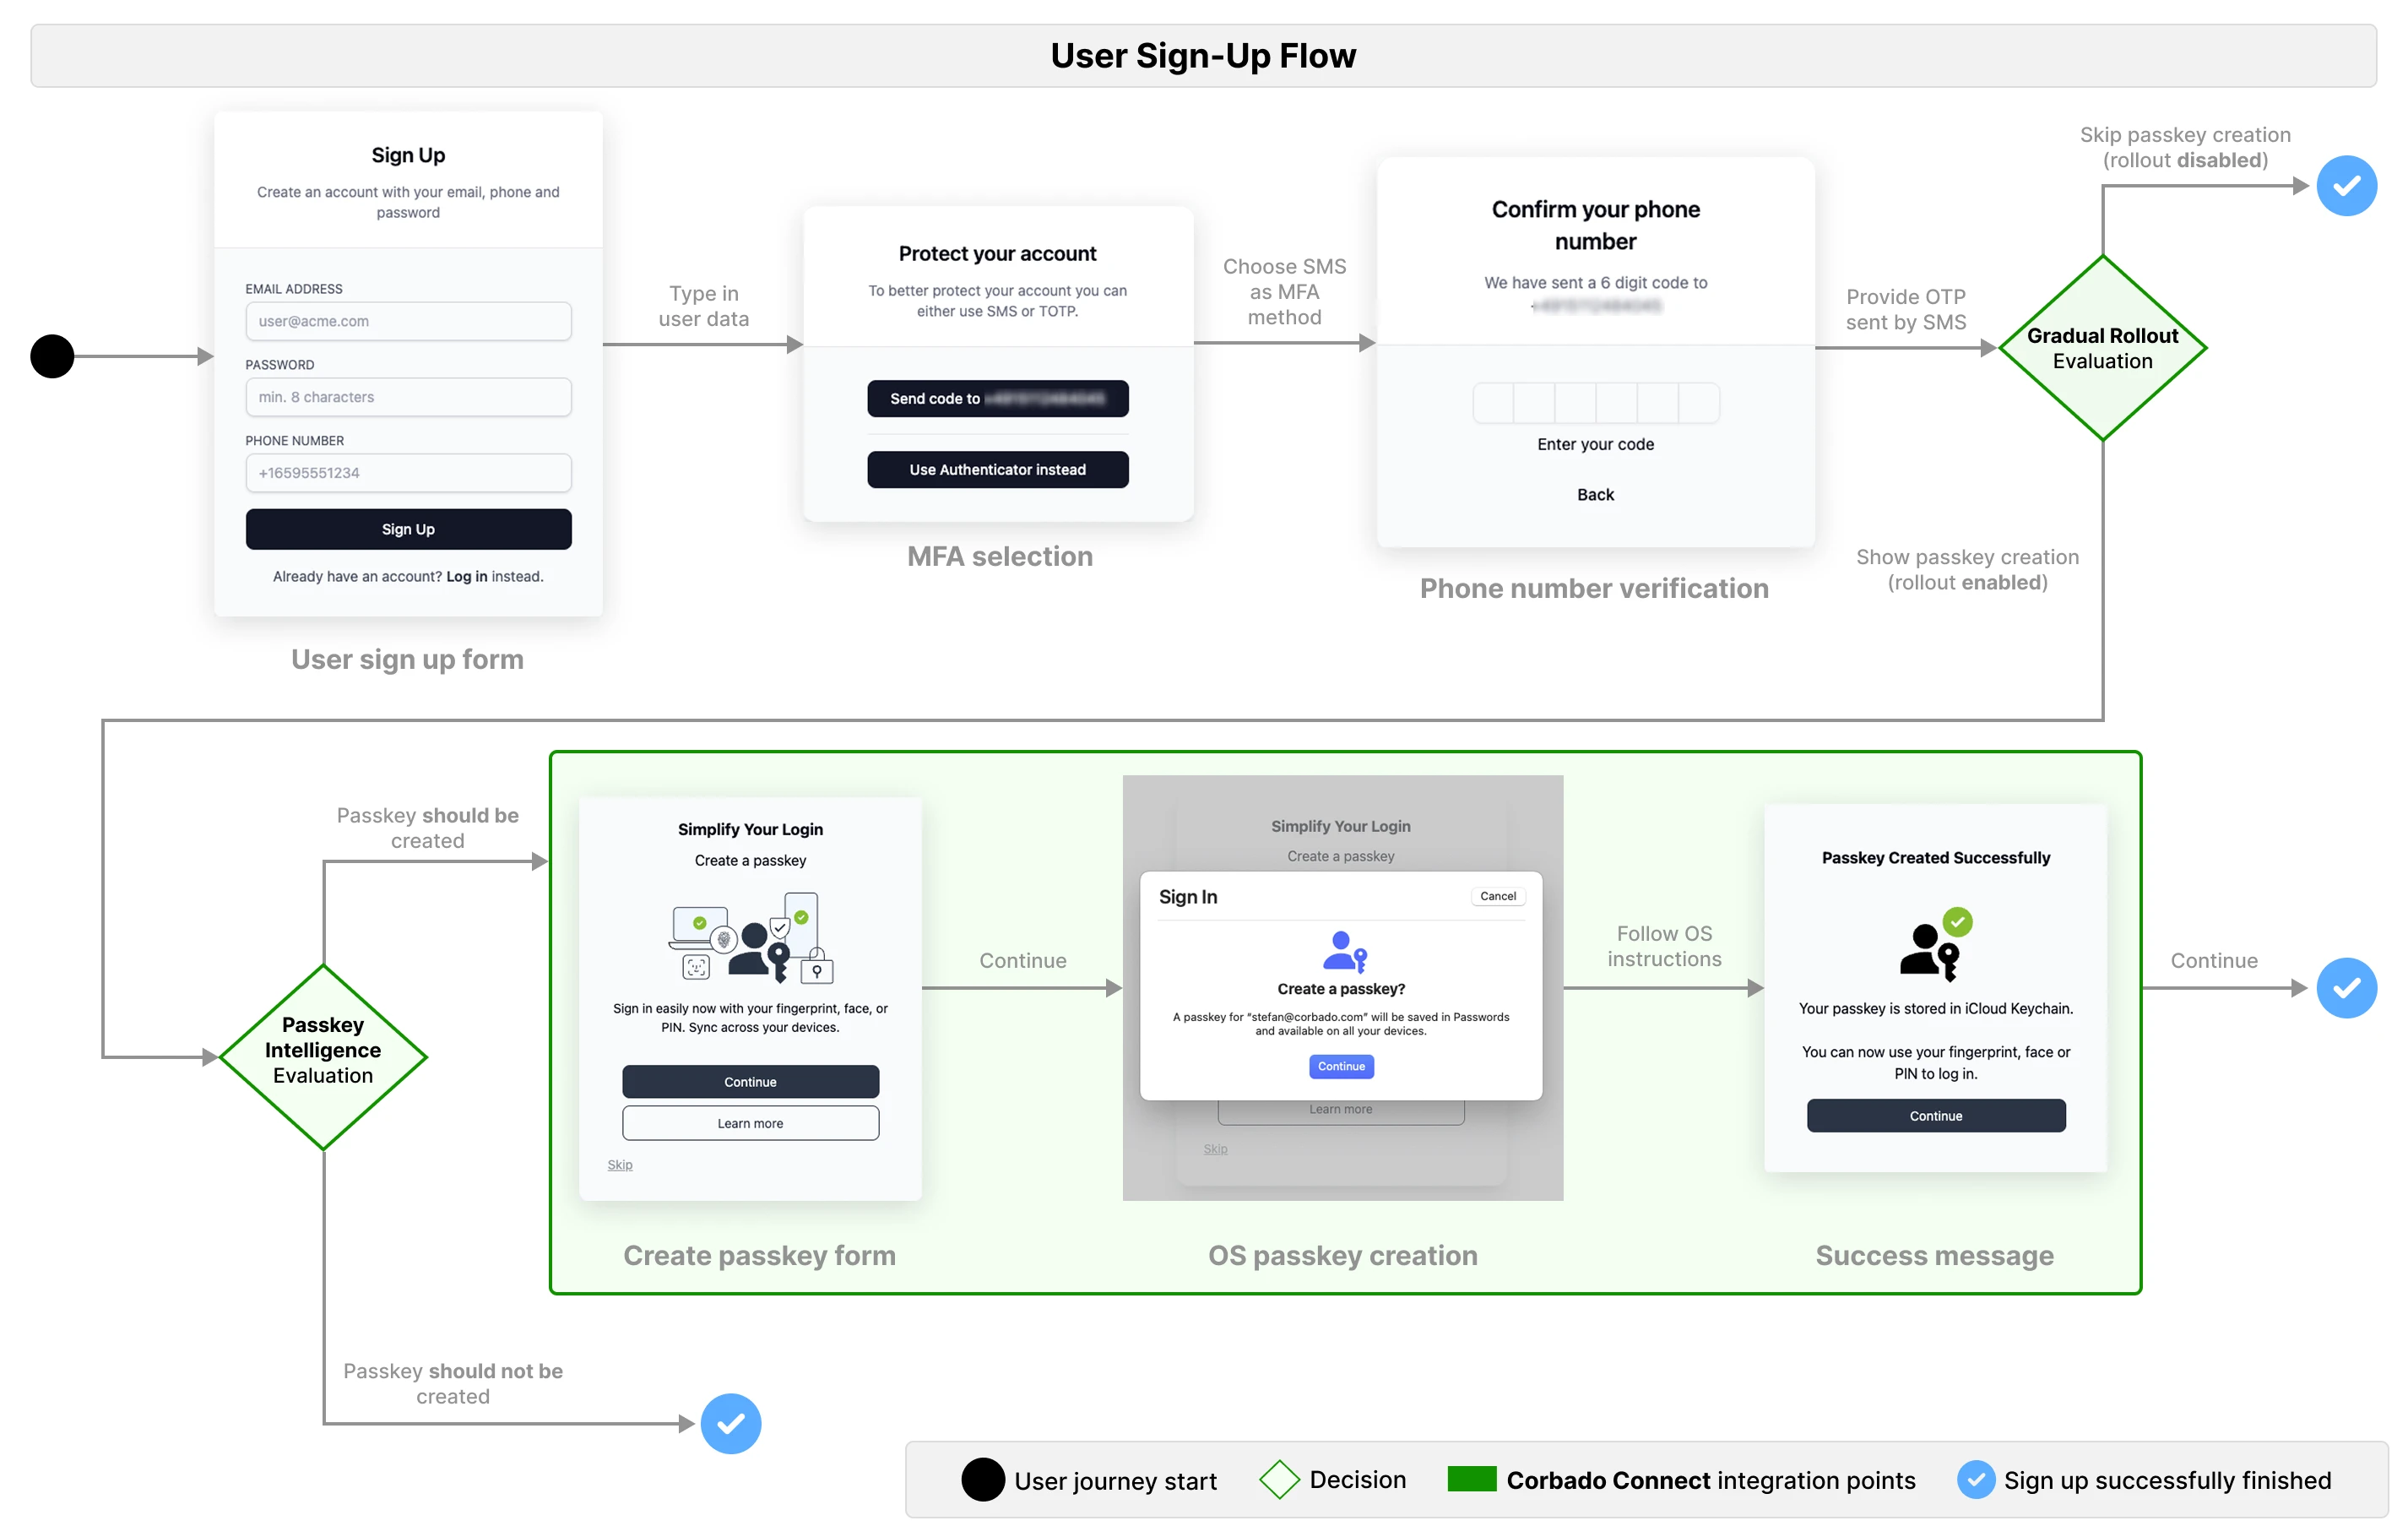 User Sign-Up Flow
Sign Up
Create an account with your email, phone and
password
EMAIL ADDRESS
user@acme.com
PASSWORD
min. 8 characters
PHONE NUMBER
+16595551234
Sign Up
Already have an account? Log in instead.
User sign up form
Type in
user data
Protect your account
To better protect your account you can
either use SMS or TOTP.
Send code to
Use Authenticator instead
MFA selection
Choose SMS
as MFA
method
Confirm your phone
number
We have sent a 6 digit code to
Enter your code
Back
Phone number verification
Provide OTP
sent by SMS
Gradual Rollout
Evaluation
Skip passkey creation
(rollout disabled)
Show passkey creation
(rollout enabled)
Passkey
Intelligence
Evaluation
Passkey should be
created
Passkey should not be
created
Simplify Your Login
Create a passkey
Sign in easily now with your fingerprint, face, or
PIN. Sync across your devices.
Continue
Learn more
Skip
Create passkey form
Continue
Simplify Your Login
Create a passkey
Sign In
Cancel
Create a passkey?
A passkey for “stefan@corbado.com” will be saved in Passwords
and available on all your devices.
Continue
Learn more
Skip
OS passkey creation
Follow OS
instructions
Passkey Created Successfully
Your passkey is stored in iCloud Keychain.
You can now use your fingerprint, face or
PIN to log in.
Continue
Success message
Continue
User journey start
Decision
Corbado Connect integration points
Sign up successfully finished